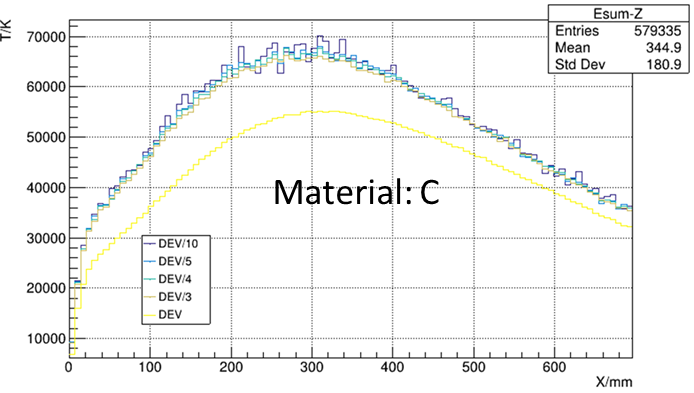 T/K
Esum-Z
Entries 579335
Mean 344.9
Std Dev 180.9
70000
60000
50000
40000
30000
20000
10000
Material: C
DEV/10
DEV/5
DEV/4
DEV/3
DEV
0 100 200 300 400 500 600
X/mm